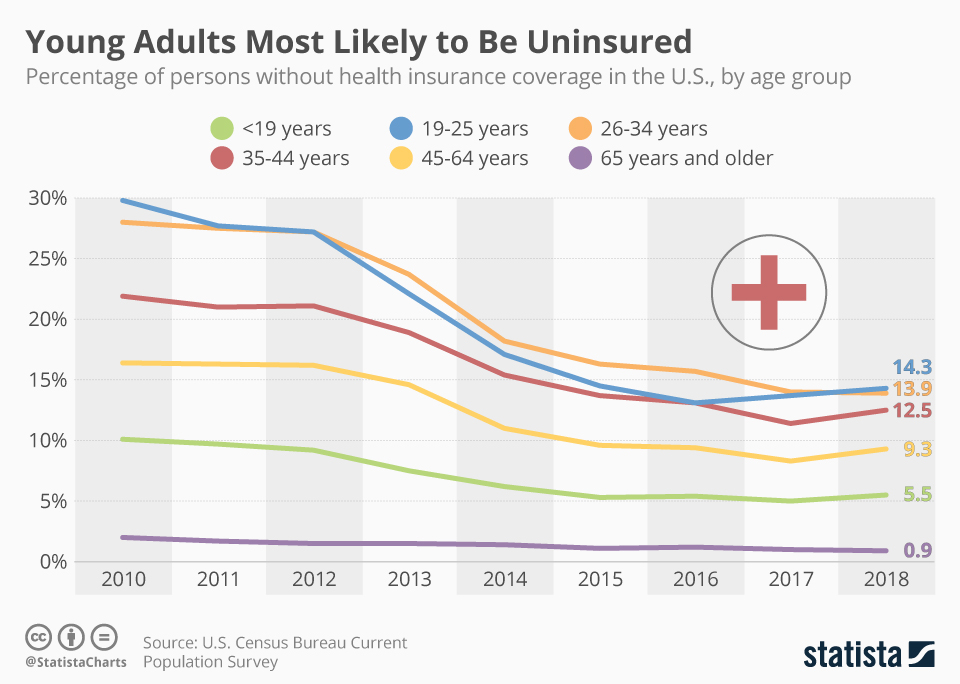 Young Adults Most Likely to Be Uninsured
Percentage of persons without health insurance coverage in the U.S., by age group
<19 years 19-25 years 26-34 years
35-44 years 45-64 years 65 years and older
30%
25%
20%
15%
10%
5%
0%
14.3
13.9
12.5
9.3
5.5
0.9
2010 2011 2012 2013 2014 2015 2016 2017 2018
cc =
@StatistaCharts
Source: U.S. Census Bureau Current
Population Survey
statista